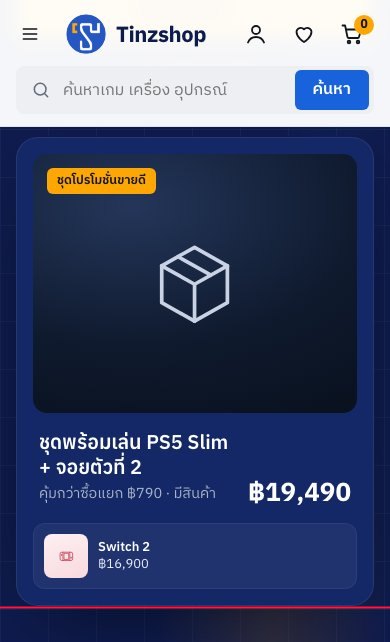 Tinzshop
0
ค้นหาเกม เครื่อง อุปกรณ์
ค้นหา
ชุดโปรโมชั่นขายดี
ชุดพร้อมเล่น PS5 Slim
+ จอยตัวที่ 2
คุ้มกว่าซื้อแยก ฿790 · มีสินค้า
฿19,490
Switch 2
฿16,900